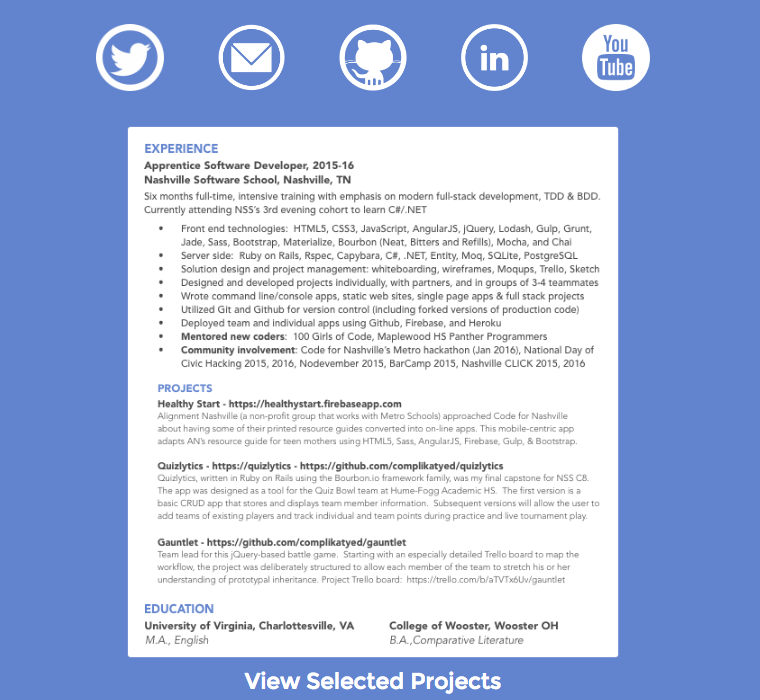 You
Tube
in
EXPERIENCE
Apprentice Software Developer, 2015-16
Nashville Software School, Nashville, TN
Six months full-time, intensive training with emphasis on modern full-stack development, TDD & BDD.
Currently attending NSS's 3rd evening cohort to learn C#/.NET
• Front end technologies: HTML5, CSS3, JavaScript, AngularJS, jQuery, Lodash, Gulp, Grunt,
Jade, Sass, Bootstrap, Materialize, Bourbon (Neat, Bitters and Refills), Mocha, and Chai
• Server side: Ruby on Rails, Rspec, Capybara, C#, .NET, Entity, Moq, SQLite, PostgreSQL
• Solution design and project management: whiteboarding, wireframes, Moqups, Trello, Sketch
• Designed and developed projects individually, with partners, and in groups of 3-4 teammates
• Wrote command line/console apps, static web sites, single page apps & full stack projects
• Utilized Git and Github for version control (including forked versions of production code)
• Deployed team and individual apps using Github, Firebase, and Heroku
• Mentored new coders: 100 Girls of Code, Maplewood HS Panther Programmers
• Community involvement: Code for Nashville's Metro hackathon (Jan 2016), National Day of
Civic Hacking 2015, 2016, Nodevember 2015, BarCamp 2015, Nashville CLICK 2015, 2016
PROJECTS
Healthy Start - https://healthystart.firebaseapp.com
Alignment Nashville (a non-profit group that works with Metro Schools) approached Code for Nashville
about having some of their printed resource guides converted into on-line apps. This mobile-centric app
adapts AN's resource guide for teen mothers using HTML5, Sass, AngularJS, Firebase, Gulp, & Bootstrap.
Quizlytics - https://quizlytics - https://github.com/complikatyed/quizlytics
Quizlytics, written in Ruby on Rails using the Bourbon.io framework family, was my final capstone for NSS C8.
The app was designed as a tool for the Quiz Bowl team at Hume-Fogg Academic HS. The first version is a
basic CRUD app that stores and displays team member information. Subsequent versions will allow the user to
add teams of existing players and track individual and team points during practice and live tournament play.
Gauntlet - https://github.com/complikatyed/gauntlet
Team lead for this jQuery-based battle game. Starting with an especially detailed Trello board to map the
workflow, the project was deliberately structured to allow each member of the team to stretch his or her
understanding of prototypal inheritance. Project Trello board: https://trello.com/b/aTVTx6Uv/gauntlet
EDUCATION
University of Virginia, Charlottesville, VA College of Wooster, Wooster OH
M.A., English B.A.,Comparative Literature
View Selected Projects